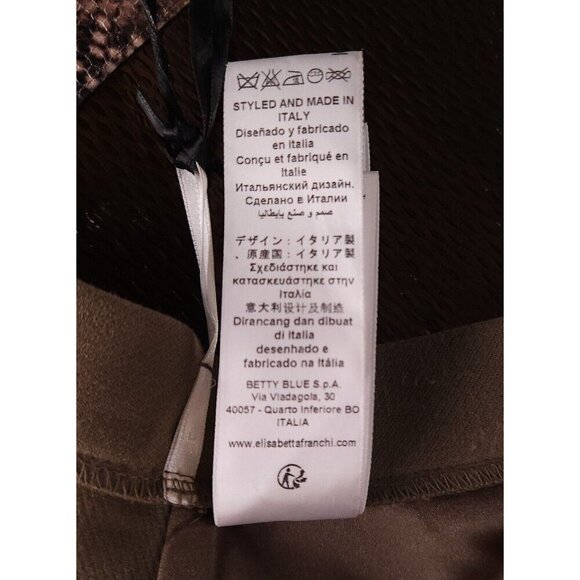 STYLED AND MADE IN
ITALY
Diseñado y fabricado
en Italia
Conçu et fabriqué en
Italie
Итальянский дизайн.
Сделано в Италии
صمم و صنع بإيطاليا
デザイン：イタリア製
、原産国：イタリア製
Σχεδιάστηκε και
κατασκευάστηκε στην
Ιταλία
意大利设计及制造
Dirancang dan dibuat
di Italia
desenhado e
fabricado na Itália
BETTY BLUE S.p.A.
Via Viadagola, 30
40057 - Quarto Inferiore BO
ITALIA
www.elisabettafranchi.com